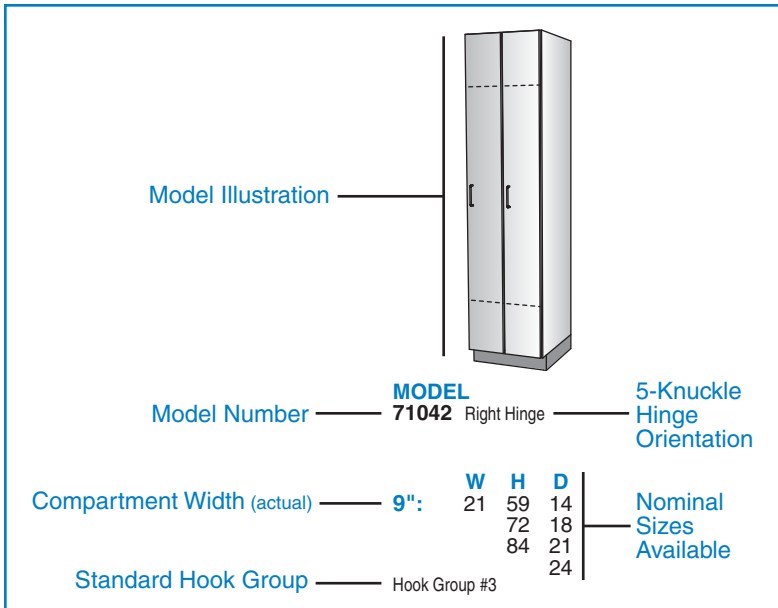 Model Illustration
MODEL
Model Number 71042 Right Hinge 5-Knuckle
Hinge
Orientation
W H D
Compartment Width (actual) 9": 21 59 14 Nominal
72 18 Sizes
84 21 Available
24
Standard Hook Group Hook Group #3